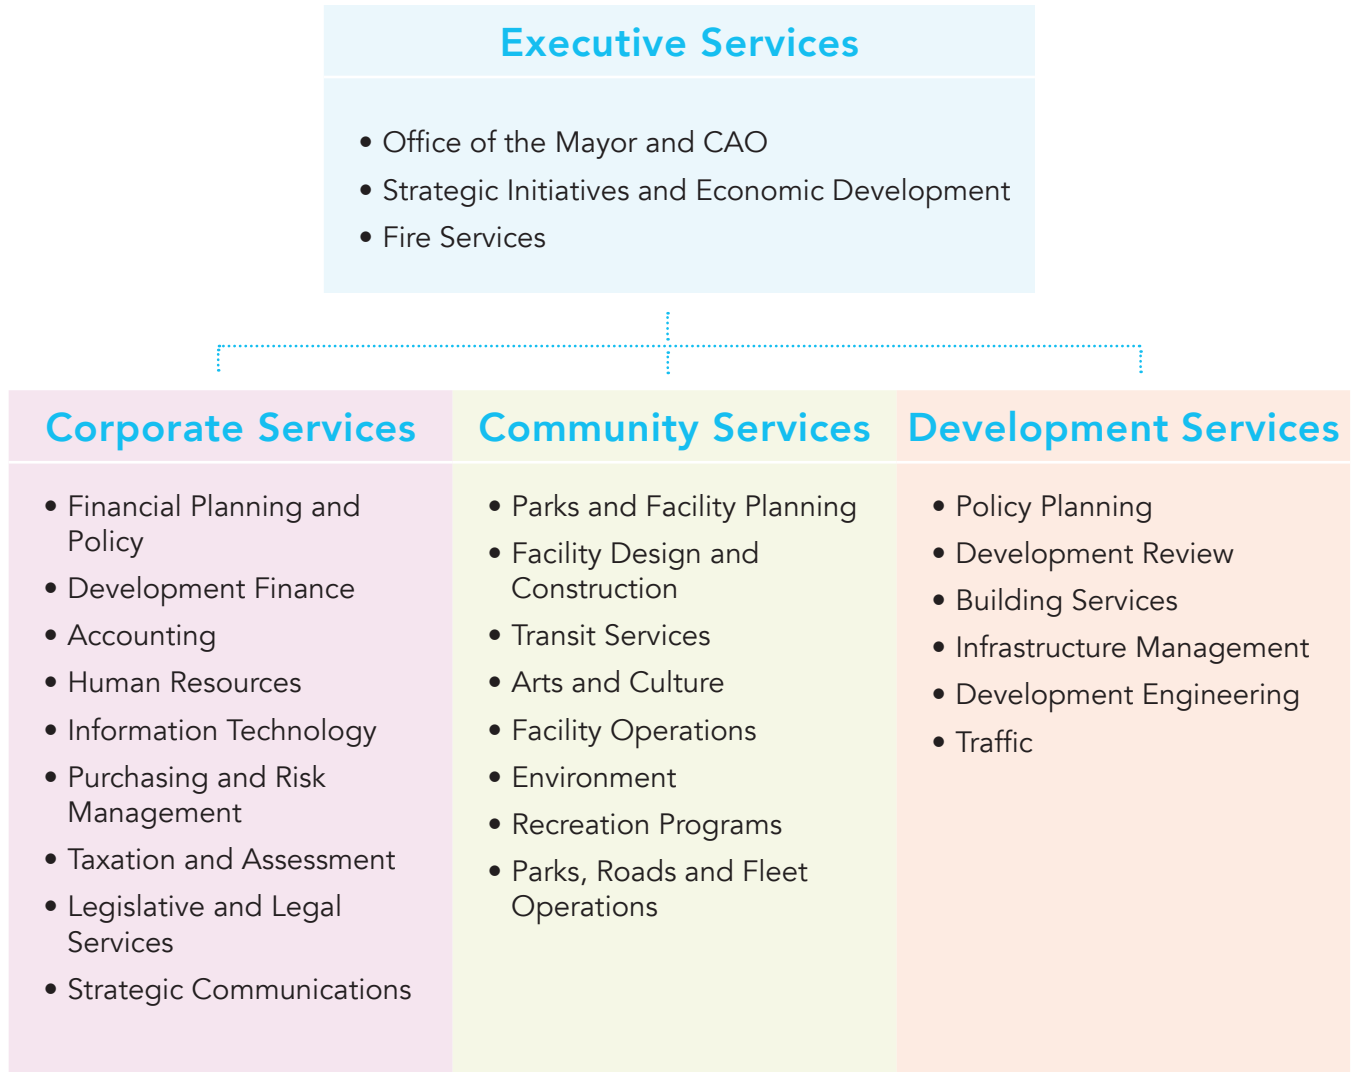 Executive Services
• Office of the Mayor and CAO
• Strategic Initiatives and Economic Development
• Fire Services
Corporate Services
• Financial Planning and
Policy
• Development Finance
• Accounting
• Human Resources
• Information Technology
• Purchasing and Risk
Management
• Taxation and Assessment
• Legislative and Legal
Services
• Strategic Communications
Community Services
• Parks and Facility Planning
• Facility Design and
Construction
• Transit Services
• Arts and Culture
• Facility Operations
• Environment
• Recreation Programs
• Parks, Roads and Fleet
Operations
Development Services
• Policy Planning
• Development Review
• Building Services
• Infrastructure Management
• Development Engineering
• Traffic